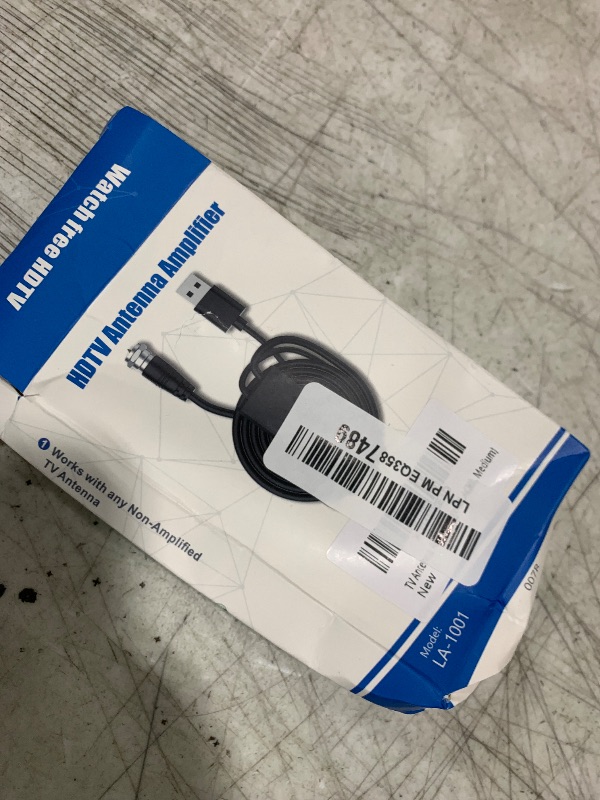 Watch free HDTV
HDTV Antenna Amplifier
1 Works with any Non-Amplified
TV Antenna
LPN PM EQ3587486
Medium)
New
Model:
LA-1001